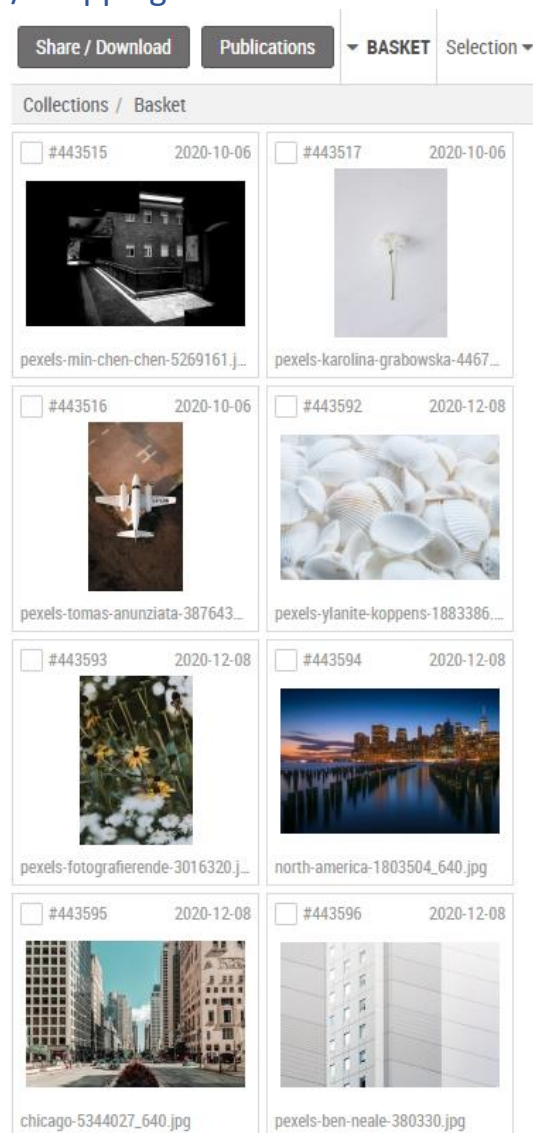 Share / Download Publications BASKET Selection
Collections / Basket
#443515 2020-10-06
pexels-min-chen-chen-5269161.j...
#443517 2020-10-06
pexels-karolina-grabowska-4467...
#443516 2020-10-06
pexels-tomas-anunziata-387643...
#443592 2020-12-08
pexels-ylanite-koppens-1883386....
#443593 2020-12-08
pexels-fotografierende-3016320.j...
#443594 2020-12-08
north-america-1803504_640.jpg
#443595 2020-12-08
chicago-5344027_640.jpg
#443596 2020-12-08
pexels-ben-neale-380330.jpg